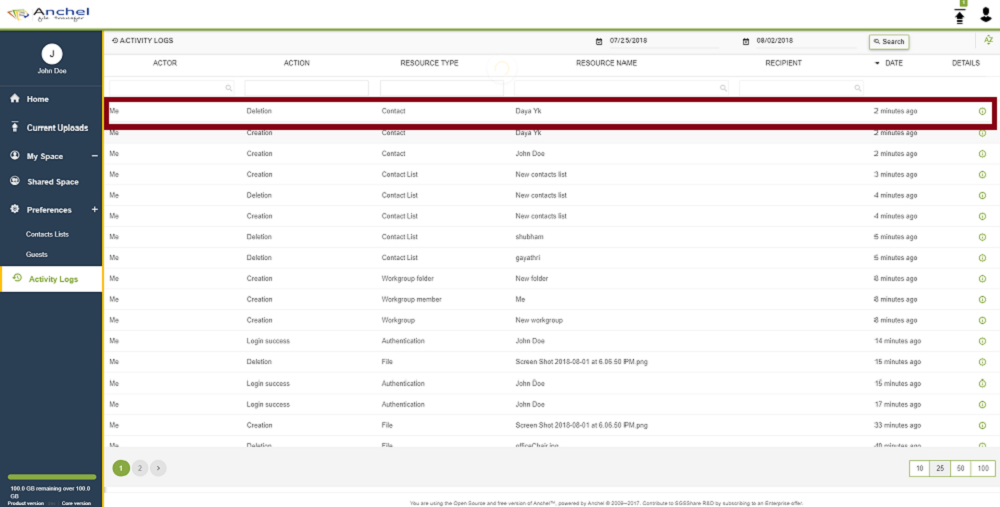 Anchel
file manager
1
J
John Doe
Home
Current Uploads
My Space −
Shared Space
Preferences +
Contacts Lists
Guests
Activity Logs
100.0 GB remaining over 100.0 GB
Product version Core version
ACTIVITY LOGS 07/25/2018 08/02/2018 Search
ACTOR ACTION RESOURCE TYPE RESOURCE NAME RECIPIENT DATE DETAILS
Me Deletion Contact Daya Yk 2 minutes ago
Me Creation Contact Daya Yk 2 minutes ago
Me Creation Contact John Doe 2 minutes ago
Me Creation Contact List New contacts list 3 minutes ago
Me Deletion Contact List New contacts list 4 minutes ago
Me Creation Contact List New contacts list 4 minutes ago
Me Deletion Contact List shubham 5 minutes ago
Me Deletion Contact List gayathri 5 minutes ago
Me Creation Workgroup folder New folder 8 minutes ago
Me Creation Workgroup member Me 8 minutes ago
Me Creation Workgroup New workgroup 8 minutes ago
Me Login success Authentication John Doe 14 minutes ago
Me Deletion File Screen Shot 2018-08-01 at 6.06.50 PM.png 15 minutes ago
Me Login success Authentication John Doe 15 minutes ago
Me Login success Authentication John Doe 17 minutes ago
Me Creation File Screen Shot 2018-08-01 at 6.06.50 PM.png 33 minutes ago
Me Deletion File officeChair.jpg minutes ago
1 2 >
10 25 50 100
You are using the Open Source and free version of Anchel™, powered by Anchel © 2009–2017. Contribute to SGSShare R&D by subscribing to an Enterprise offer.